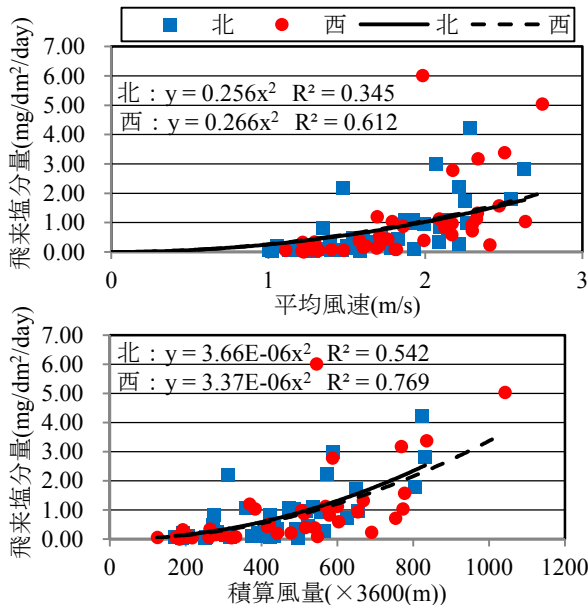 北 西 北 西
飛来塩分量(mg/dm²/day)
7.00
6.00
5.00
4.00
3.00
2.00
1.00
0.00
北：y = 0.256x² R² = 0.345
西：y = 0.266x² R² = 0.612
0 1 2 3
平均風速(m/s)
飛来塩分量(mg/dm²/day)
7.00
6.00
5.00
4.00
3.00
2.00
1.00
0.00
北：y = 3.66E-06x² R² = 0.542
西：y = 3.37E-06x² R² = 0.769
0 200 400 600 800 1000 1200
積算風量(×3600(m))